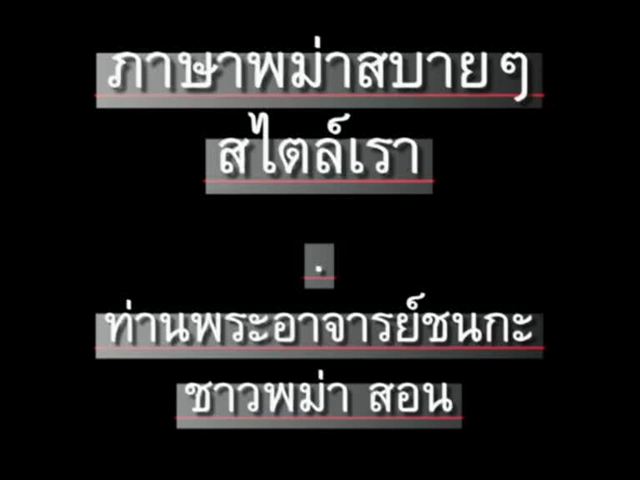 ภาษาพม่าสบายๆ
สไตล์เรา
.
ท่านพระอาจารย์ชนกะ
ชาวพม่า สอน